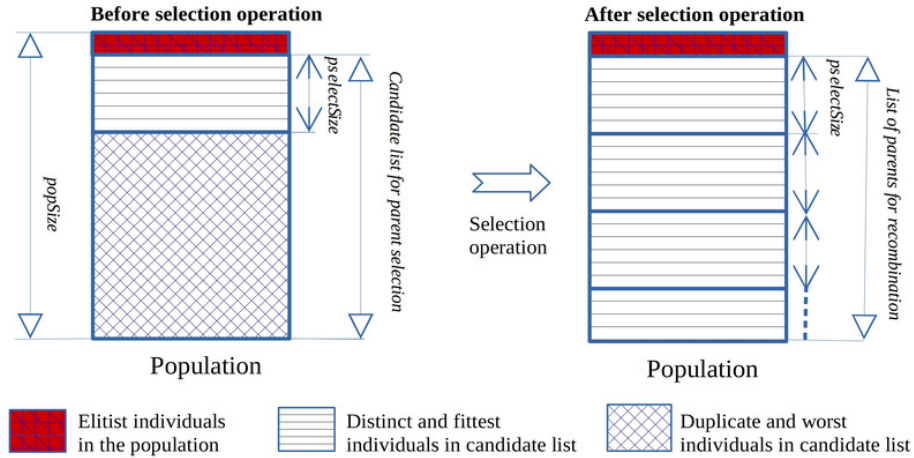 Before selection operation
After selection operation
popSize
pselectSize
Candidate list for parent selection
Selection
operation
pselectSize
List of parents for recombination
Population
Population
Elitist individuals
in the population
Distinct and fittest
individuals in candidate list
Duplicate and worst
individuals in candidate list